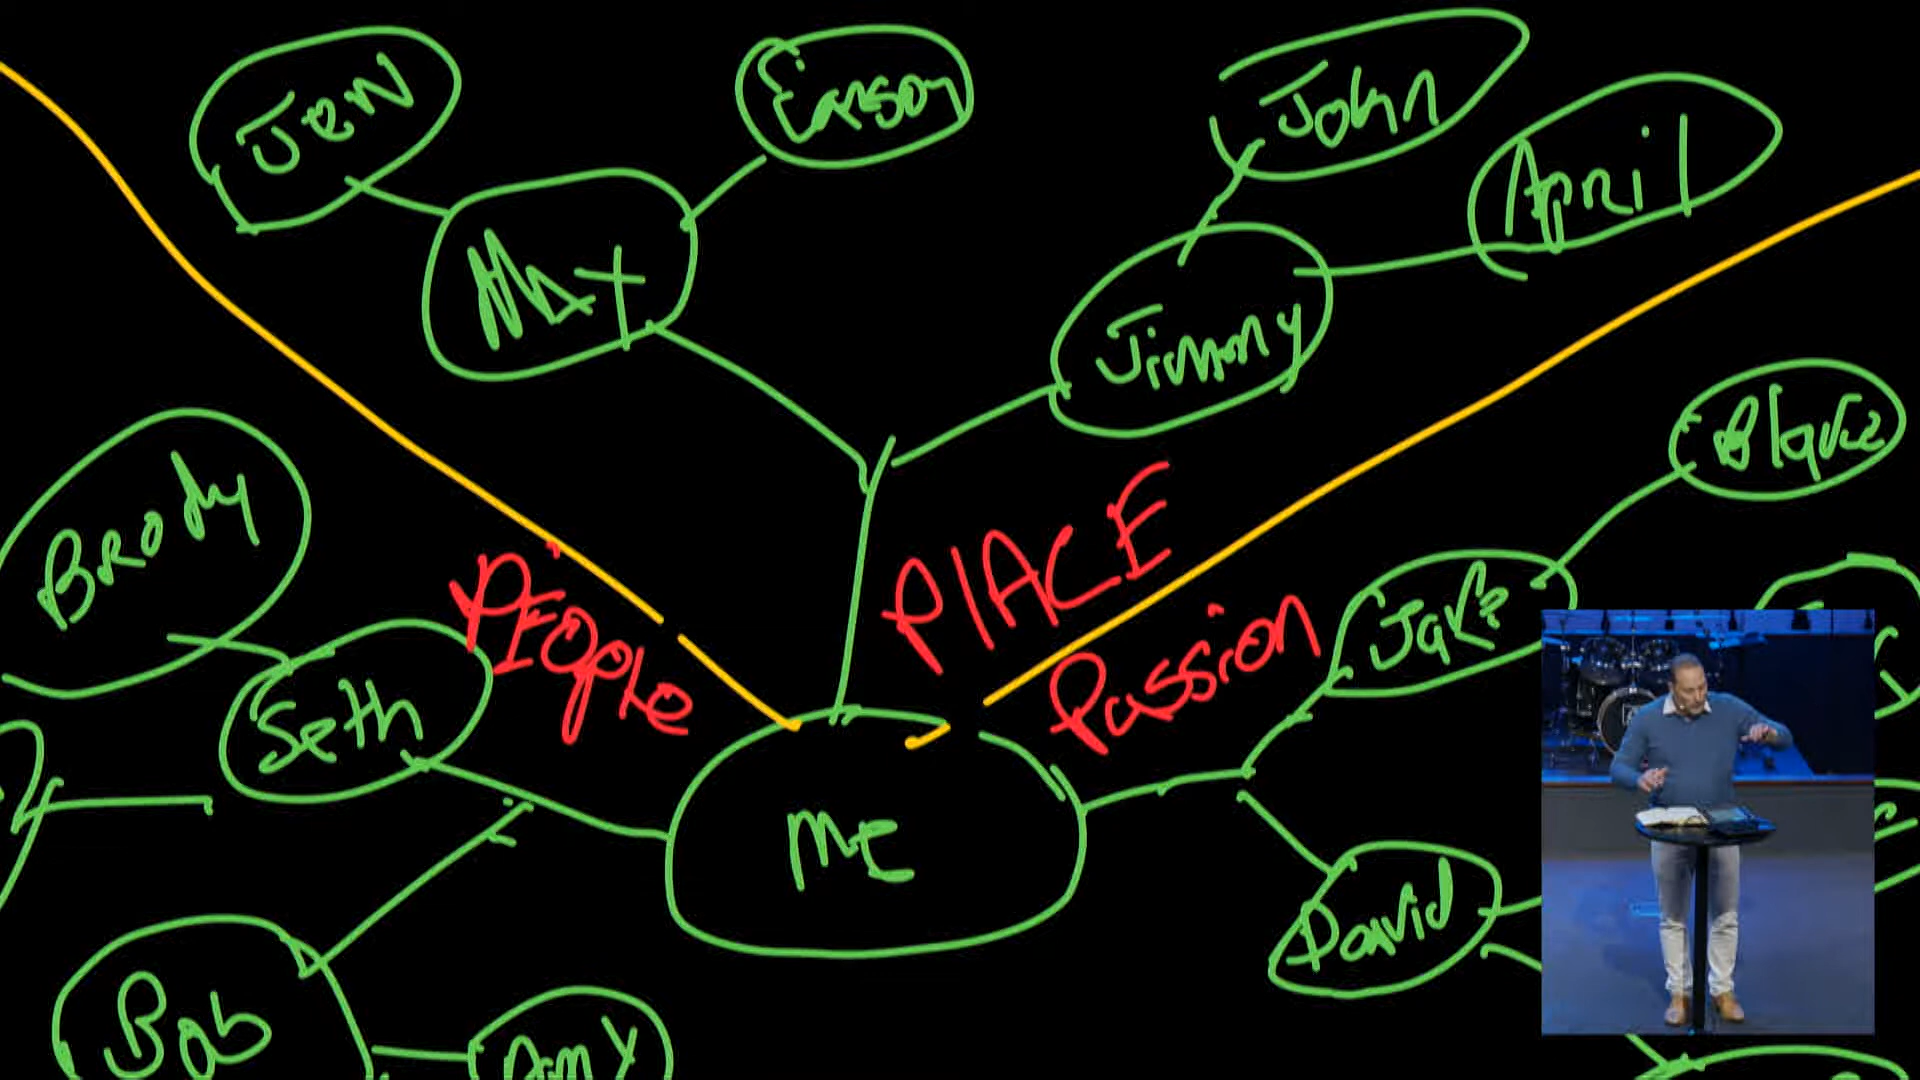 Jen
Carson
John
April
Max
Jimmy
Blake
Brody
PEOple
PlACE
Passion
Jake
Seth
ME
David
Bob
Amy